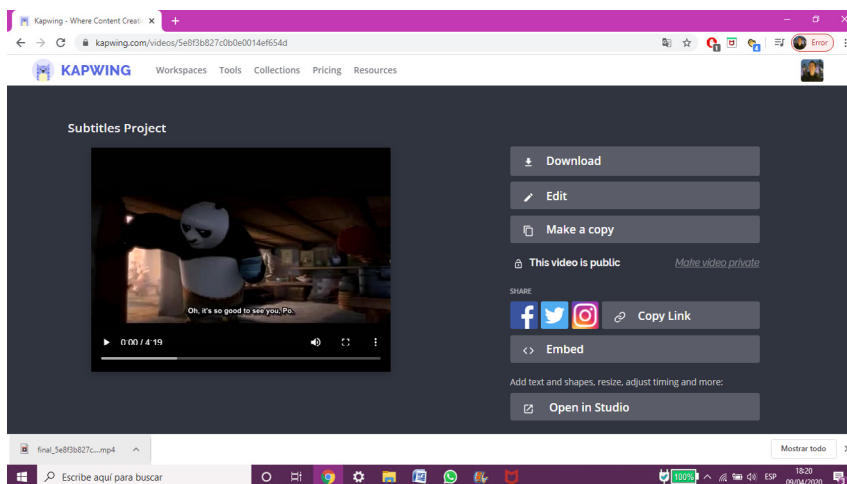 Kapwing - Where Content Creati
kapwing.com/videos/5e8f3b827c0b0e0014ef654d
Error
KAPWING Workspaces Tools Collections Pricing Resources
Subtitles Project
Oh, it's so good to see you, Po.
0:00 / 4:19
Download
Edit
Make a copy
This video is public Make video private
SHARE
Copy Link
Embed
Add text and shapes, resize, adjust timing and more:
Open in Studio
final_5e8f3b827c....mp4
Mostrar todo
Escribe aquí para buscar
100%
ESP
18:20
09/04/2020